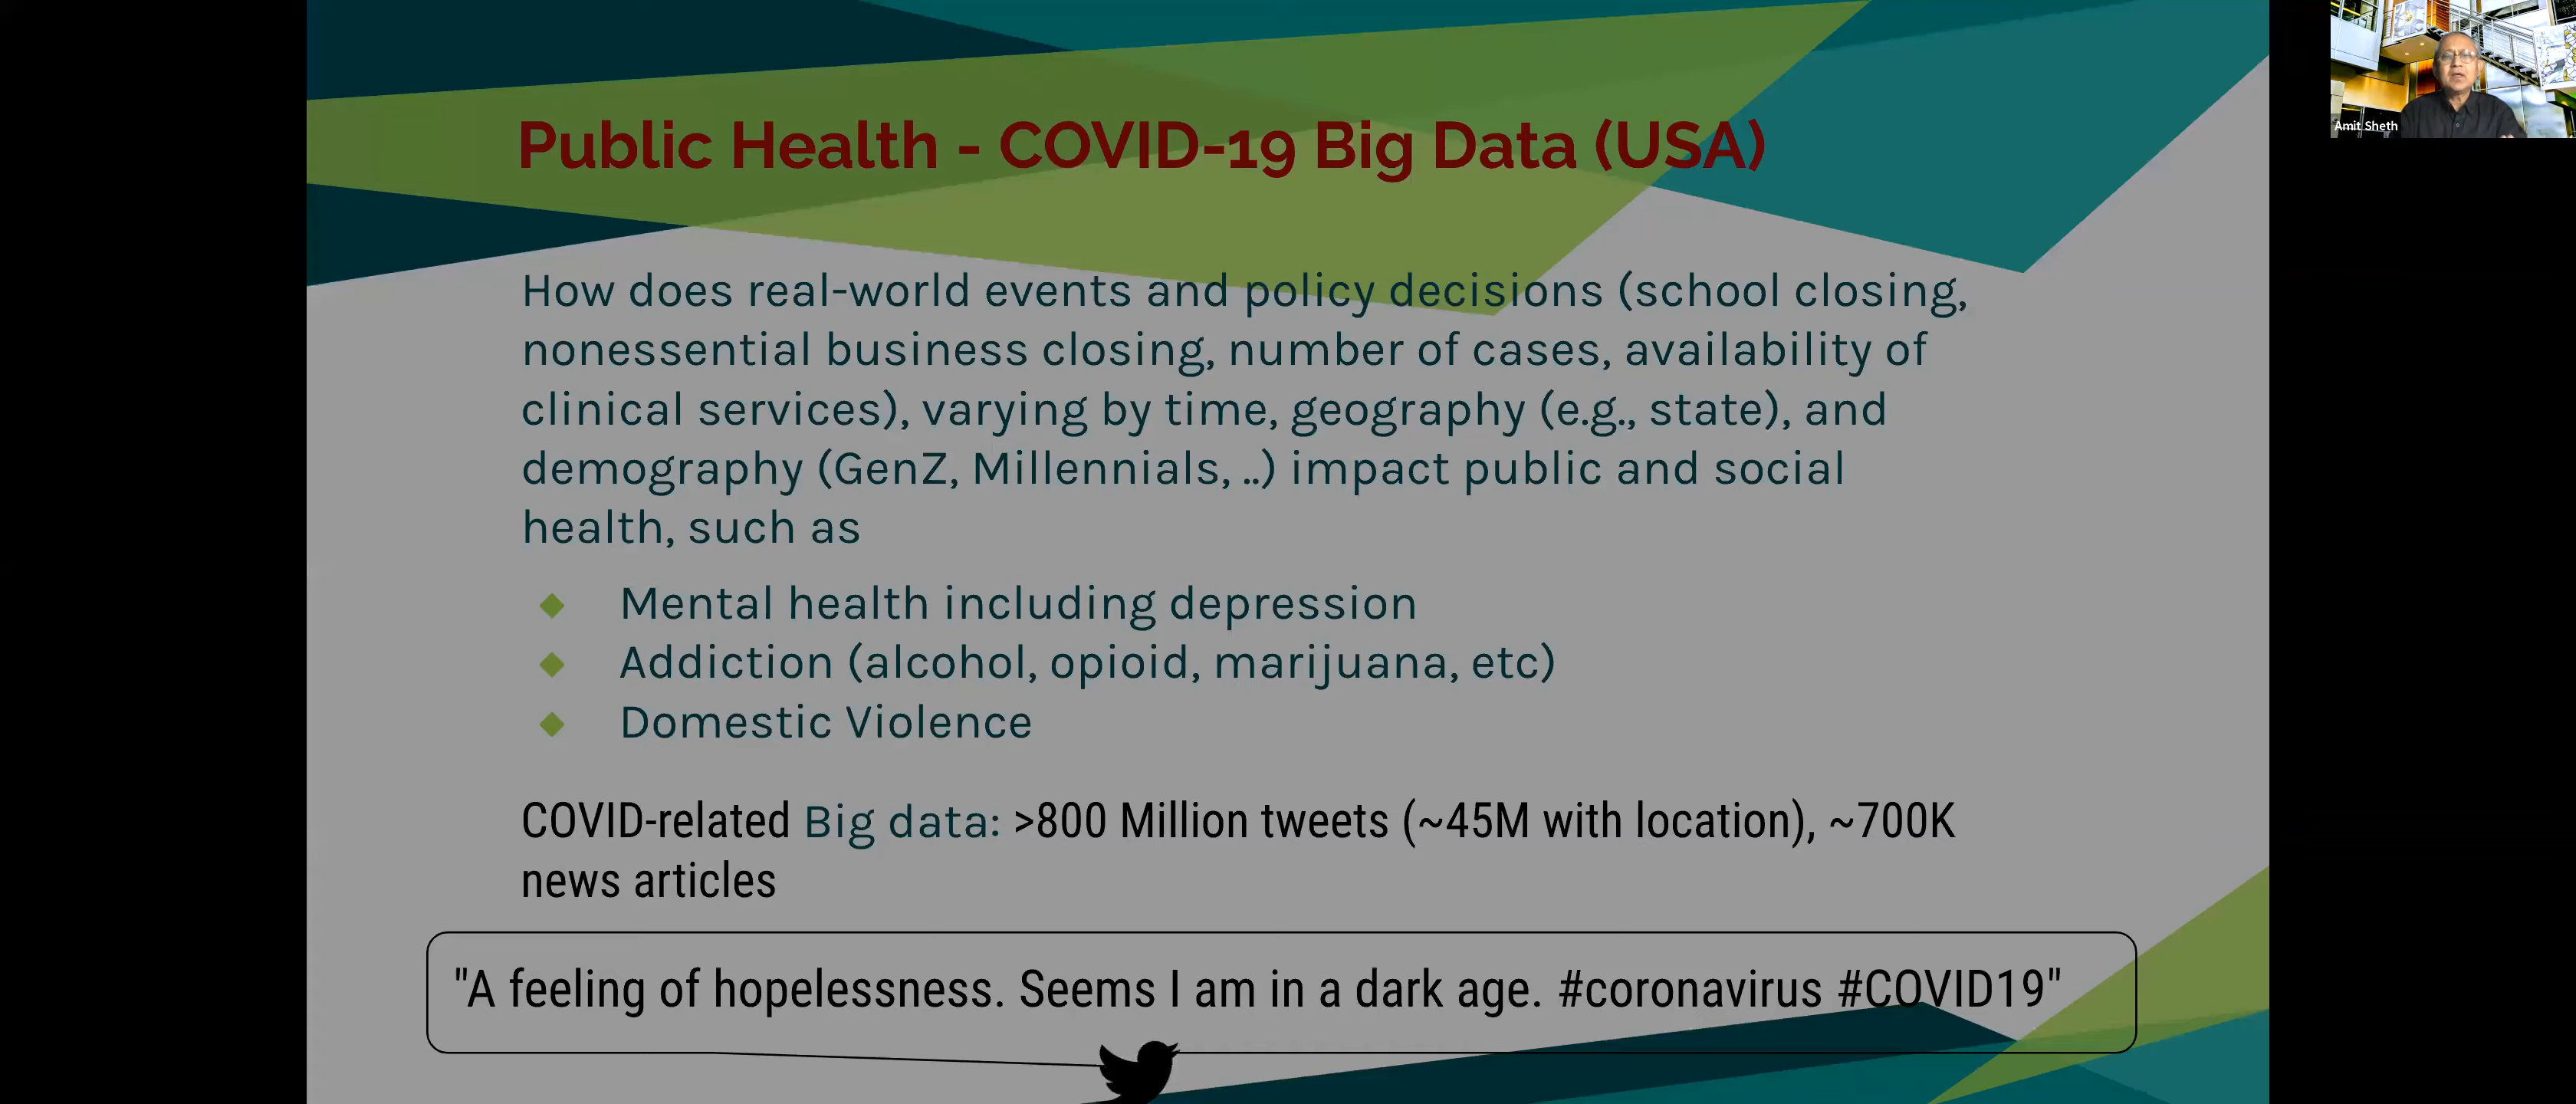 Public Health - COVID-19 Big Data (USA)
Amit Sheth
How does real-world events and policy decisions (school closing,
nonessential business closing, number of cases, availability of
clinical services), varying by time, geography (e.g., state), and
demography (GenZ, Millennials, ..) impact public and social
health, such as
Mental health including depression
Addiction (alcohol, opioid, marijuana, etc)
Domestic Violence
COVID-related Big data: >800 Million tweets (~45M with location), ~700K
news articles
"A feeling of hopelessness. Seems I am in a dark age. #coronavirus #COVID19"